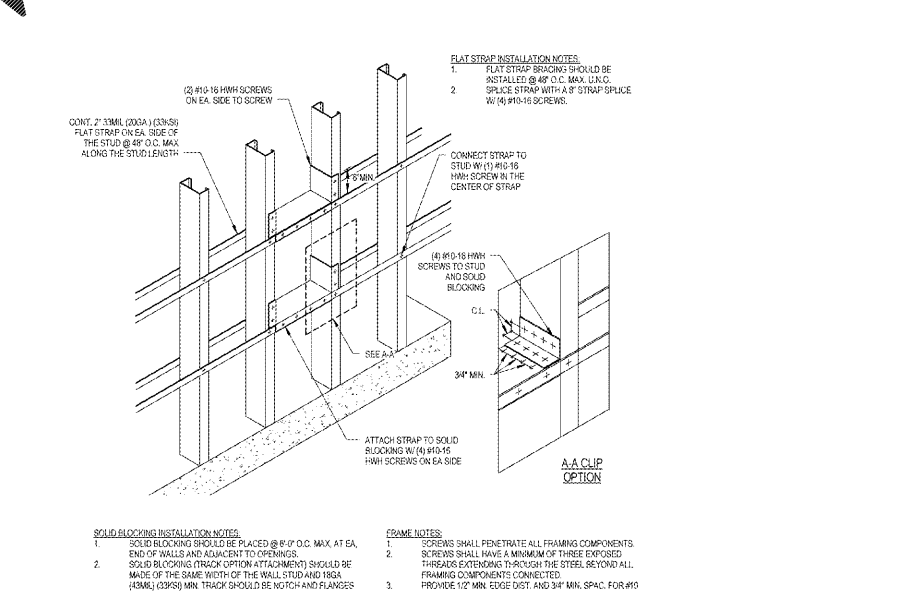 FLAT STRAP INSTALLATION NOTES:
1. FLAT STRAP BRACING SHOULD BE
INSTALLED @ 48" O.C. MAX. U.N.O.
2. SPLICE STRAP WITH A 8" STRAP SPLICE
W/ (4) #10-16 SCREWS.
(2) #10-16 HWH SCREWS
ON EA. SIDE TO SCREW
CONT. 2" 33MIL (20GA.) (33KSI)
FLAT STRAP ON EA. SIDE OF
THE STUD @ 48" O.C. MAX
ALONG THE STUD LENGTH
6" MIN.
CONNECT STRAP TO
STUD W/ (1) #10-16
HWH SCREW IN THE
CENTER OF STRAP
(4) #10-16 HWH
SCREWS TO STUD
AND SOLID
BLOCKING
C.L.
3/4" MIN.
SEE A-A
ATTACH STRAP TO SOLID
BLOCKING W/ (4) #10-16
HWH SCREWS ON EA SIDE
A-A CLIP
OPTION
SOLID BLOCKING INSTALLATION NOTES:
1. SOLID BLOCKING SHOULD BE PLACED @ 8'-0" O.C. MAX, AT EA,
END OF WALLS AND ADJACENT TO OPENINGS.
2. SOLID BLOCKING (TRACK OPTION ATTACHMENT) SHOULD BE
MADE OF THE SAME WIDTH OF THE WALL STUD AND 18GA
(43MIL) (33KSI) MIN. TRACK SHOULD BE NOTCH AND FLANGES
FRAME NOTES:
1. SCREWS SHALL PENETRATE ALL FRAMING COMPONENTS.
2. SCREWS SHALL HAVE A MINIMUM OF THREE EXPOSED
THREADS EXTENDING THROUGH THE STEEL BEYOND ALL
FRAMING COMPONENTS CONNECTED.
3. PROVIDE 1/2" MIN. EDGE DIST. AND 3/4" MIN. SPAC. FOR #10